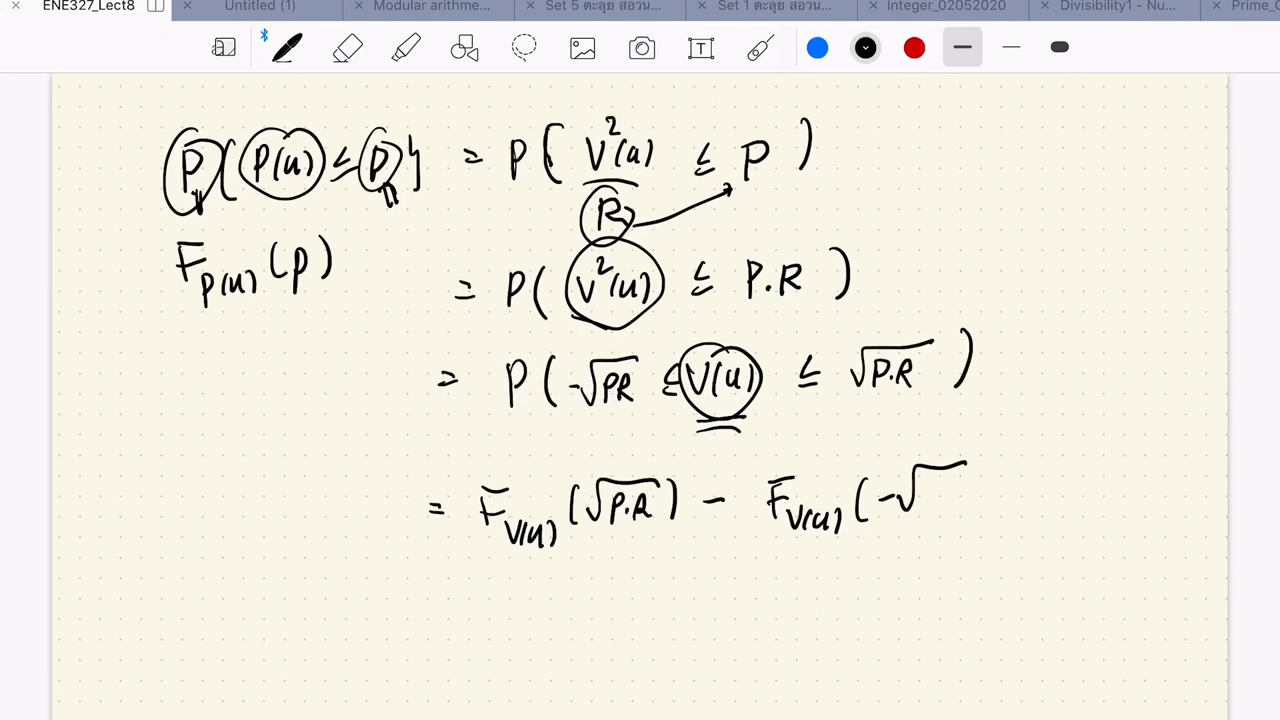 ENE327_Lect8 Untitled (1) Modular arithme... Set 5 ตะลุย สอวน... Set 1 ตะลุย สอวน... Integer_02052020 Divisibility1 - Nu... Prime_
P(P(u) ≤ P} = P( V²(u)/R ≤ P )
F_P(u)(p) = P( V²(u) ≤ P.R )
= P( -√PR ≤ V(u) ≤ √P.R )
= F_V(u)(√P.R) - F_V(u)(-√